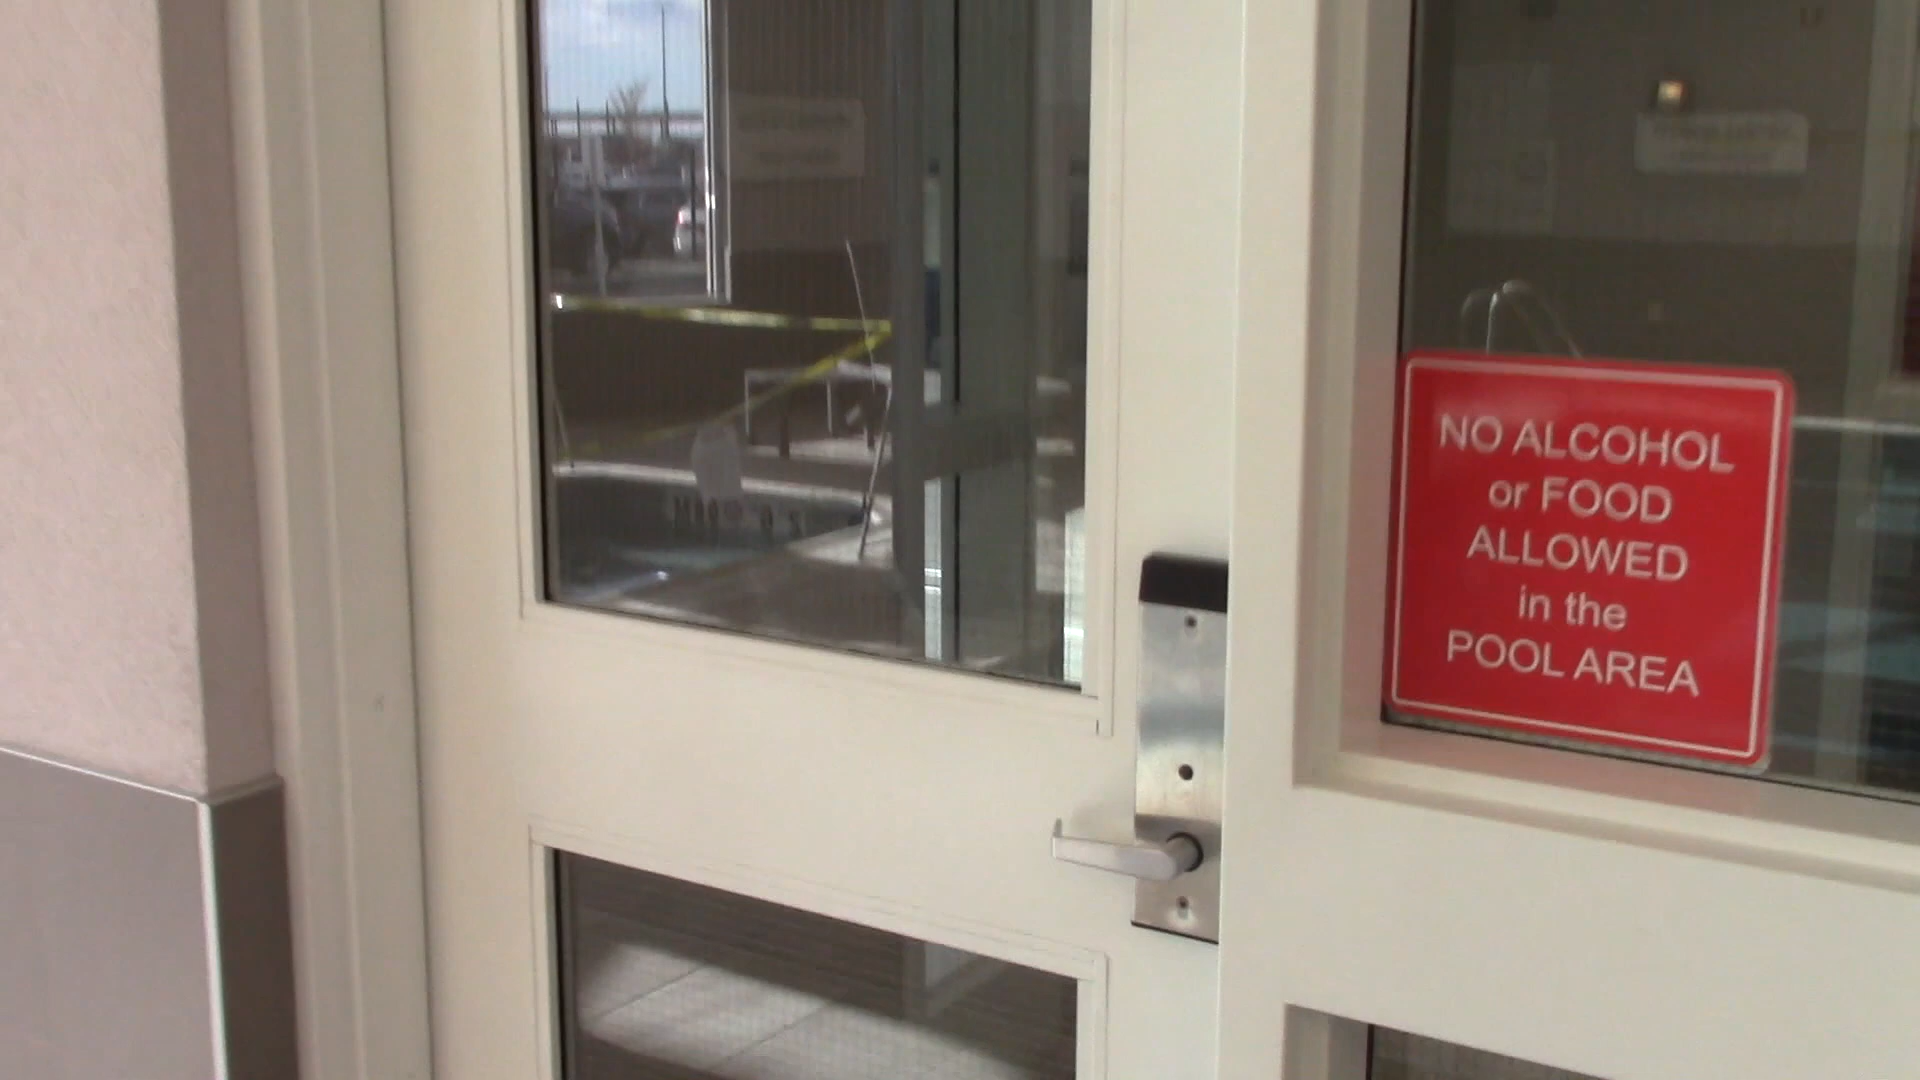 NO ALCOHOL
or FOOD
ALLOWED
in the
POOL AREA